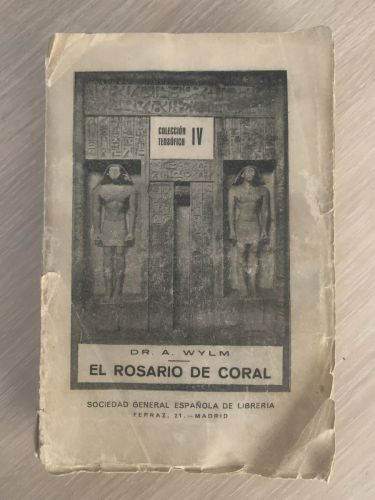 COLECCIÓN
TEOSÓFICO IV
DR. A. WYLM
EL ROSARIO DE CORAL
SOCIEDAD GENERAL ESPAÑOLA DE LIBRERÍA
FERRAZ, 21.—MADRID